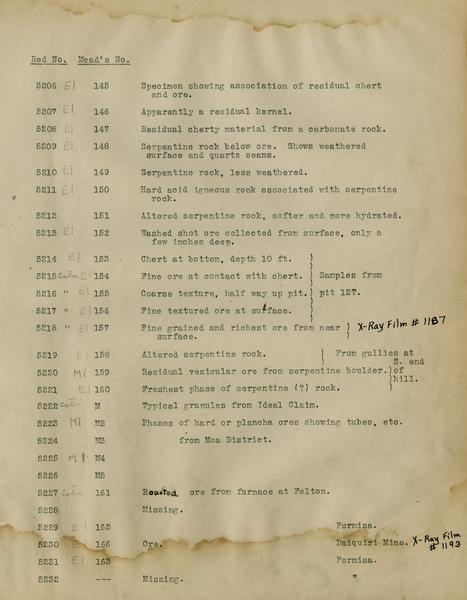 Red No. Mead's No.
5206 E1 145 Specimen showing association of residual chert
and ore.
5207 E1 146 Apparently a residual kernel.
5208 E1 147 Residual cherty material from a carbonate rock.
5209 E1 148 Serpentine rock below ore. Shows weathered
surface and quartz seams.
5210 E1 149 Serpentine rock, less weathered.
5211 E1 150 Hard acid igneous rock associated with serpentine
rock.
5212 151 Altered serpentine rock, softer and more hydrated.
5213 E1 152 Washed shot ore collected from surface, only a
few inches deep.
5214 E1 153 Chert at bottom, depth 10 ft. )
5215 154 Fine ore at contact with chert. ) Samples from
5216 " E1 155 Coarse texture, half way up pit. ) pit 12T.
5217 " E1 156 Fine textured ore at surface. )
5218 " E1 157 Fine grained and richest ore from near ) X-Ray Film # 1187
surface.
5219 E1 158 Altered serpentine rock. ) From gullies at
S. end
5220 M1 159 Residual vesicular ore from serpentine boulder. ) of
hill.
5221 E1 160 Freshest phase of serpentine (?) rock. )
5222 M Typical granules from Ideal Claim.
5223 M1 M2 Phases of hard or plancha ores showing tubes, etc.
5224 M3 from Moa District.
5225 M1 M4
5226 M5
5227 161 Roasted ore from furnace at Felton.
5228 Missing.
5229 E1 162 Formisa.
5230 E1 166 Ore. Daiquiri Mine. X-Ray Film
# 1193
5231 E1 163 Formisa.
5232 --- Missing. "